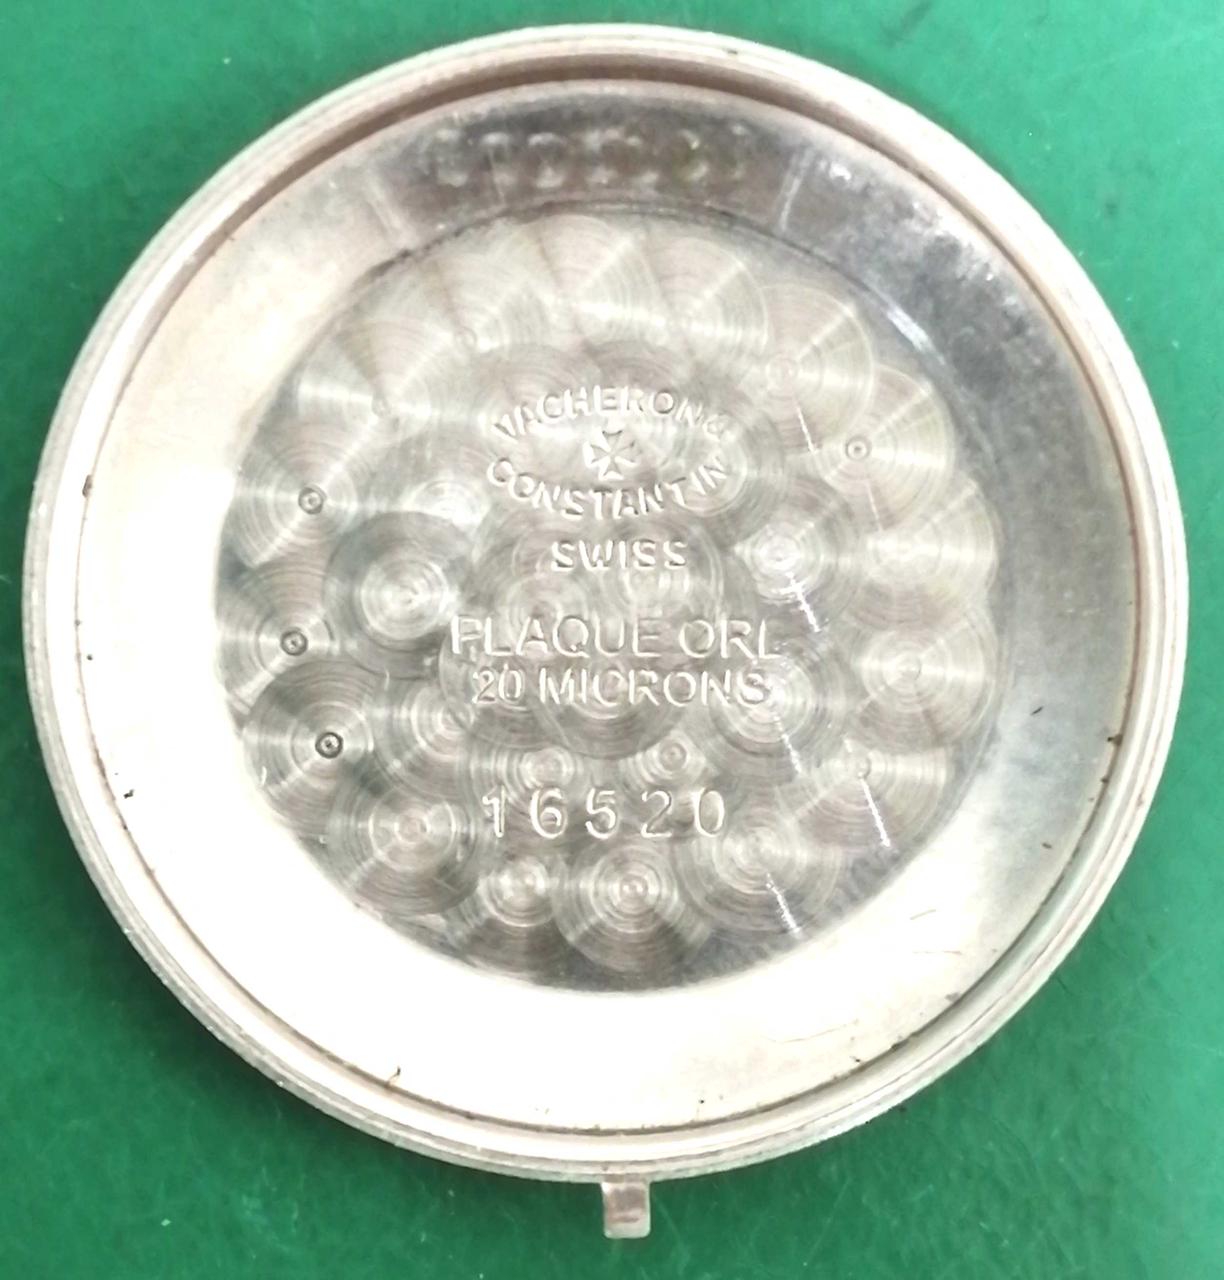 VACHERON &
CONSTANTIN
SWISS
PLAQUE ORL
20 MICRONS
16520